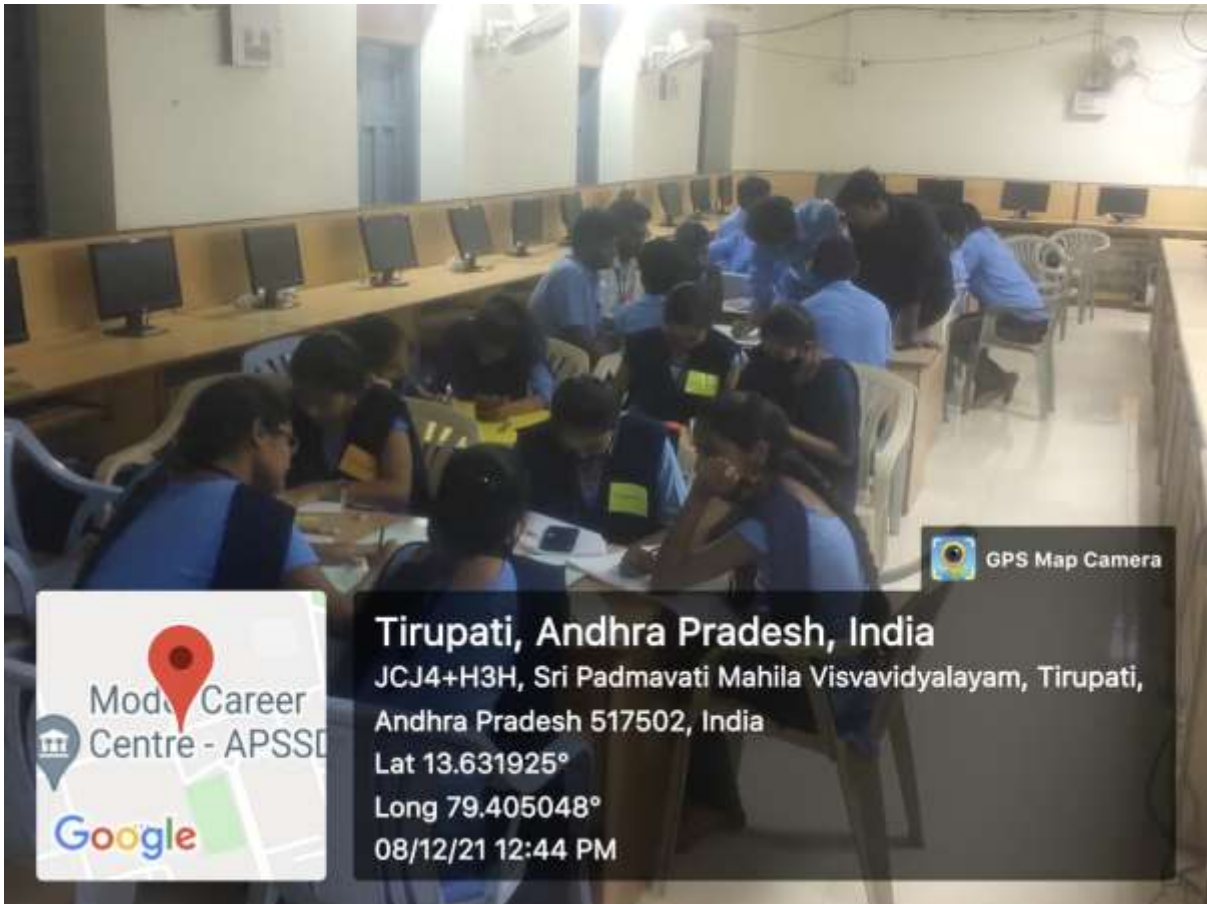 GPS Map Camera
Tirupati, Andhra Pradesh, India
JCJ4+H3H, Sri Padmavati Mahila Visvavidyalayam, Tirupati,
Andhra Pradesh 517502, India
Lat 13.631925°
Long 79.405048°
08/12/21 12:44 PM
Career
Centre - APSSD
Google